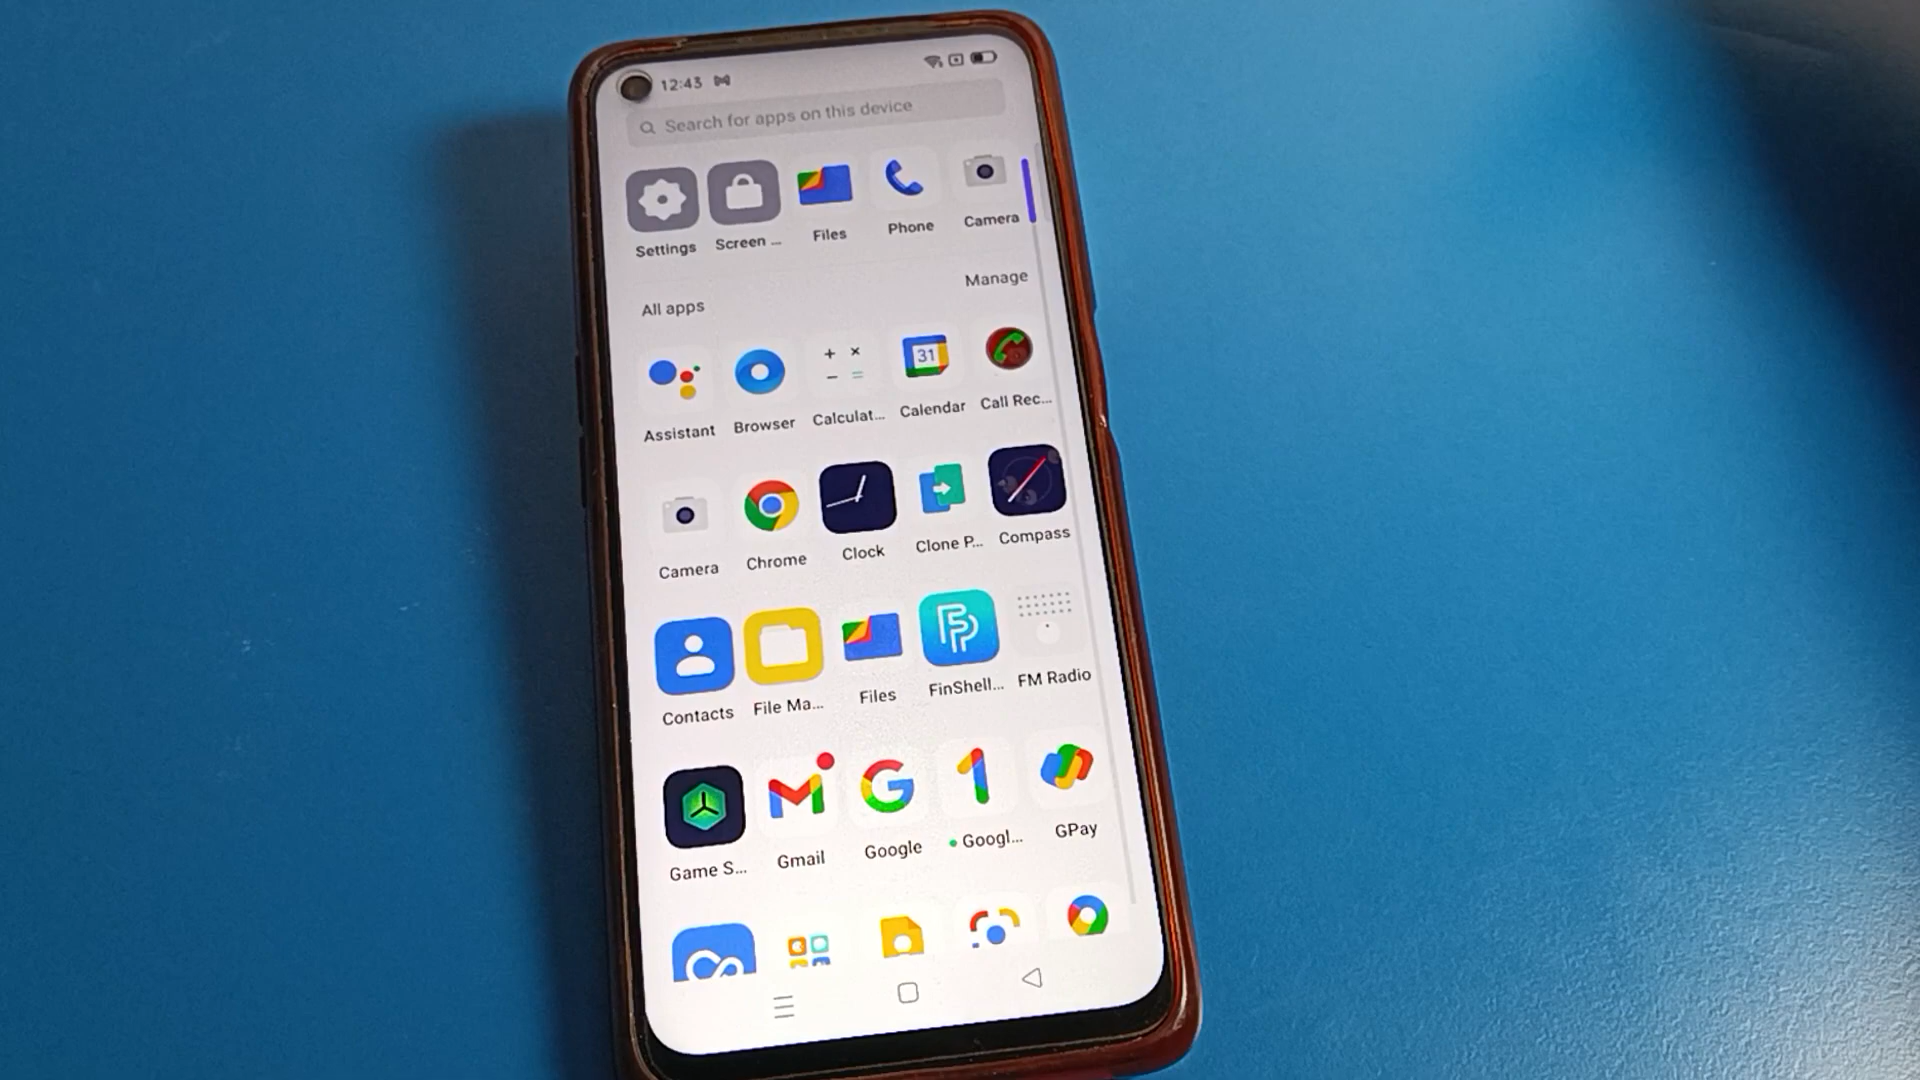 12:43
Search for apps on this device
Settings Screen ... Files Phone Camera
Manage
All apps
31
Assistant Browser Calculat... Calendar Call Rec...
Camera Chrome Clock Clone P... Compass
Contacts File Ma... Files FinShell... FM Radio
Game S... Gmail Google Googl... GPay